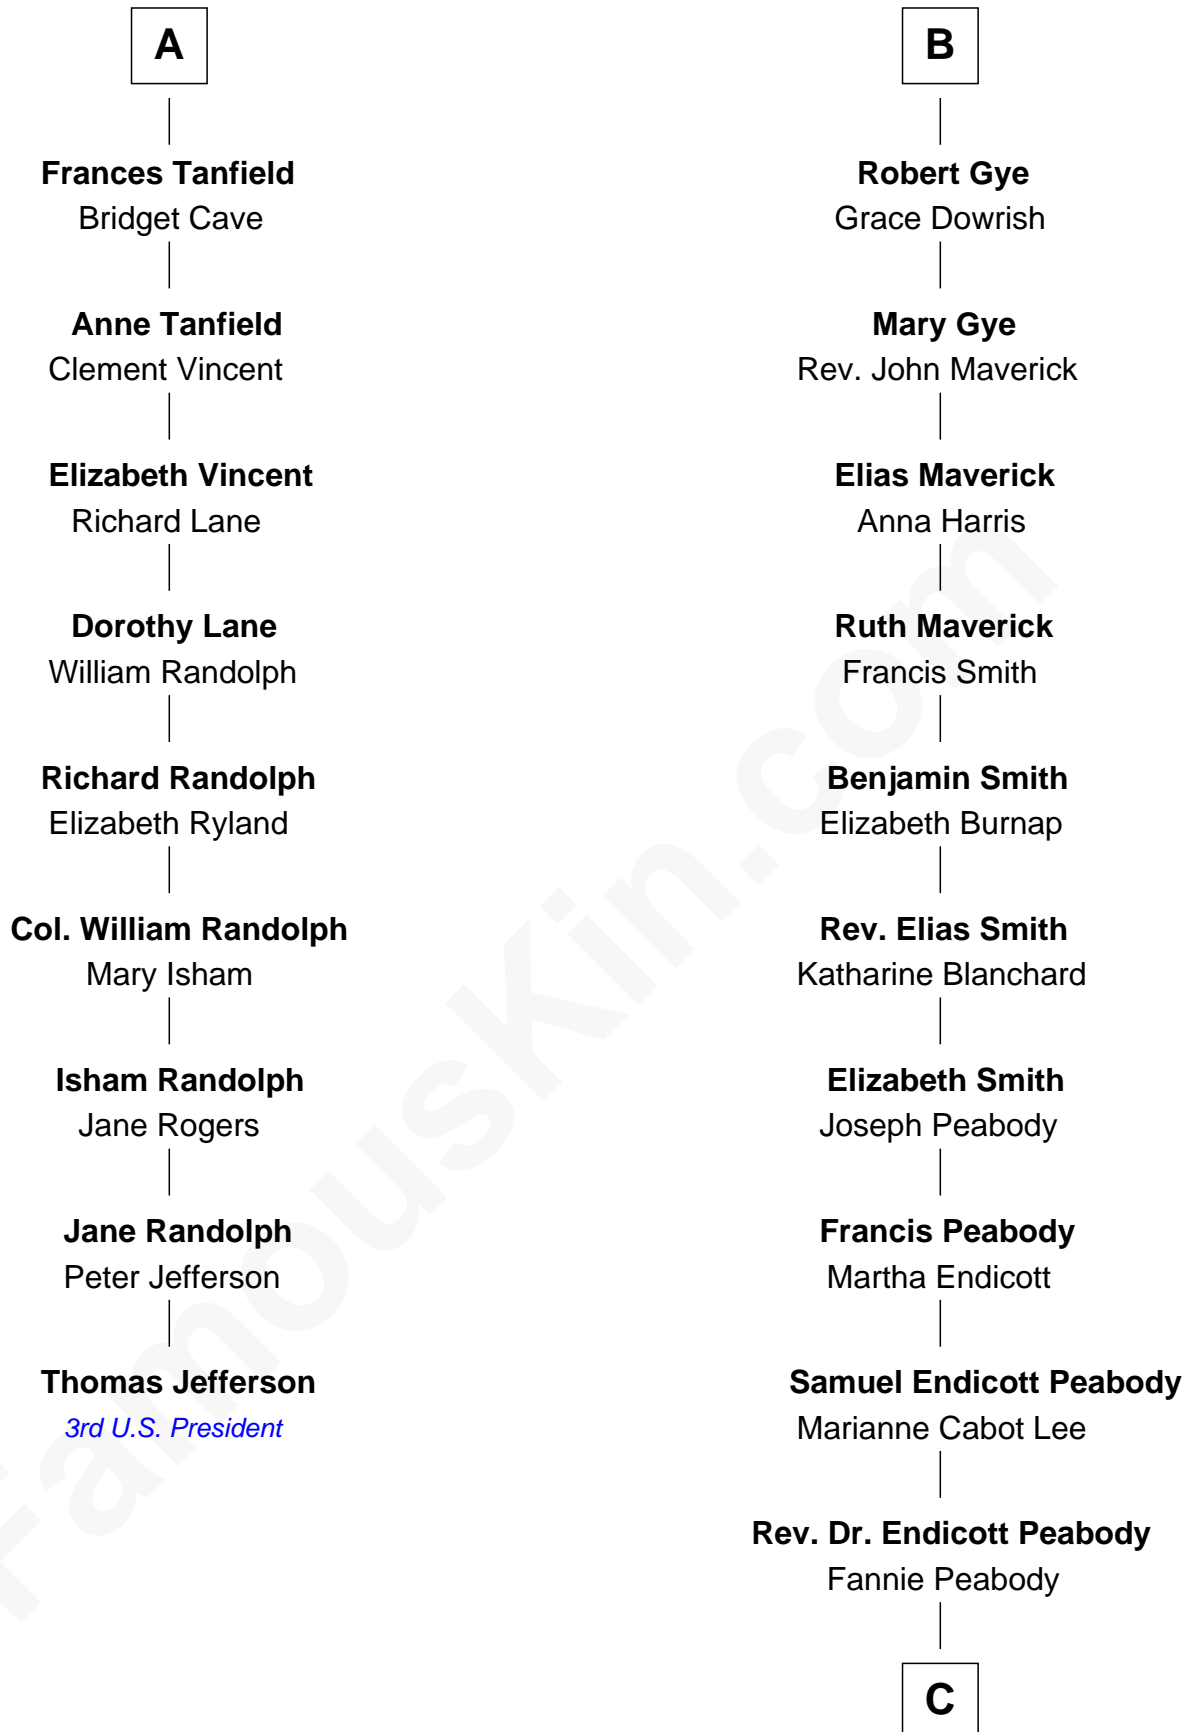 A
Frances Tanfield
Bridget Cave
Anne Tanfield
Clement Vincent
Elizabeth Vincent
Richard Lane
Dorothy Lane
William Randolph
Richard Randolph
Elizabeth Ryland
Col. William Randolph
Mary Isham
Isham Randolph
Jane Rogers
Jane Randolph
Peter Jefferson
Thomas Jefferson
3rd U.S. President
B
Robert Gye
Grace Dowrish
Mary Gye
Rev. John Maverick
Elias Maverick
Anna Harris
Ruth Maverick
Francis Smith
Benjamin Smith
Elizabeth Burnap
Rev. Elias Smith
Katharine Blanchard
Elizabeth Smith
Joseph Peabody
Francis Peabody
Martha Endicott
Samuel Endicott Peabody
Marianne Cabot Lee
Rev. Dr. Endicott Peabody
Fannie Peabody
C
FamousKin.com